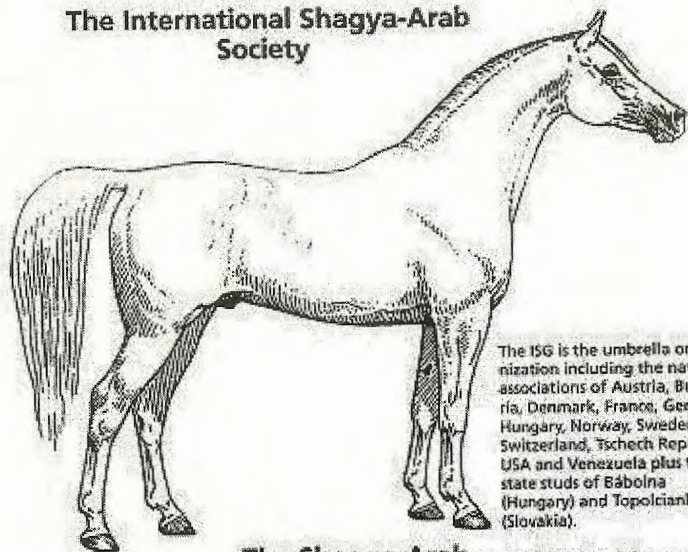 The International Shagya-Arab
Society
The ISG is the umbrella or
nization including the nat
associations of Austria, Bu
ria, Denmark, France, Ger
Hungary, Norway, Sweden
Switzerland, Tschech Rep
USA and Venezuela plus
state studs of Bábolna
(Hungary) and Topolcian
(Slovakia).